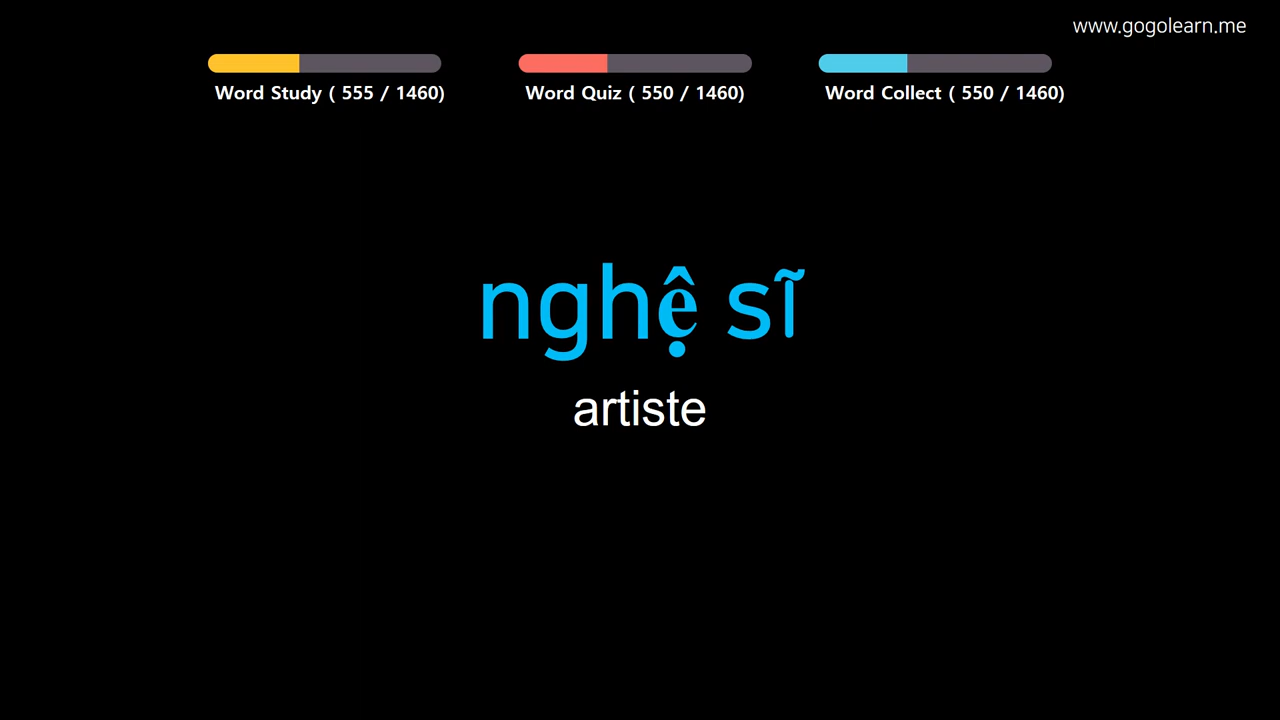 www.gogolearn.me
Word Study ( 555 / 1460)
Word Quiz ( 550 / 1460)
Word Collect ( 550 / 1460)
nghệ sĩ
artiste